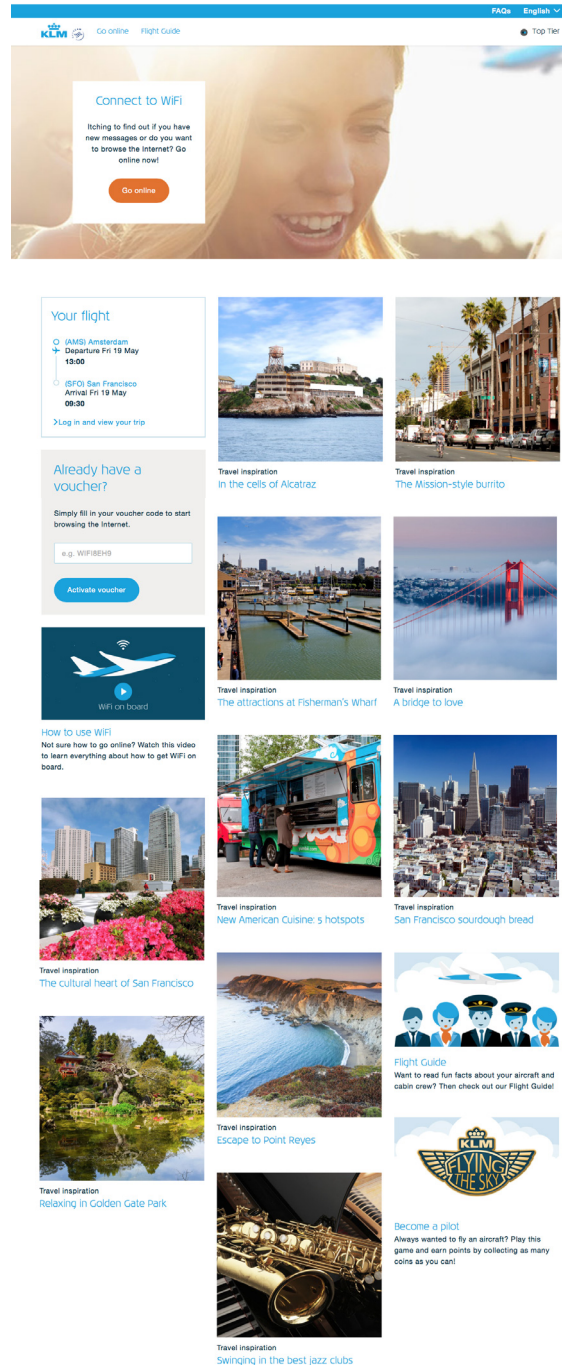 FAQs English
KLM Go online Flight Guide Top Tier
Connect to WiFi
Itching to find out if you have
new messages or do you want
to browse the Internet? Go
online now!
Go online
Your flight
(AMS) Amsterdam
Departure Fri 19 May
13:00
(SFO) San Francisco
Arrival Fri 19 May
09:30
Log in and view your trip
Already have a
voucher?
Simply fill in your voucher code to start
browsing the Internet.
e.g. WIFI8EH9
Activate voucher
WiFi on board
How to use WiFi
Not sure how to go online? Watch this video
to learn everything about how to get WiFi on
board.
Travel inspiration
The cultural heart of San Francisco
Travel inspiration
Relaxing in Golden Gate Park
Travel inspiration
In the cells of Alcatraz
Travel inspiration
The attractions at Fisherman's Wharf
Travel inspiration
New American Cuisine: s hotspots
Travel inspiration
Escape to Point Reyes
Travel inspiration
Swinging in the best jazz clubs
Travel inspiration
The Mission-style burrito
Travel inspiration
A bridge to love
Travel inspiration
San Francisco sourdough bread
Flight Guide
Want to read fun facts about your aircraft and
cabin crew? Then check out our Flight Guide!
KLM
FLYING
THE SKY
Become a pilot
Always wanted to fly an aircraft? Play this
game and earn points by collecting as many
coins as you can!